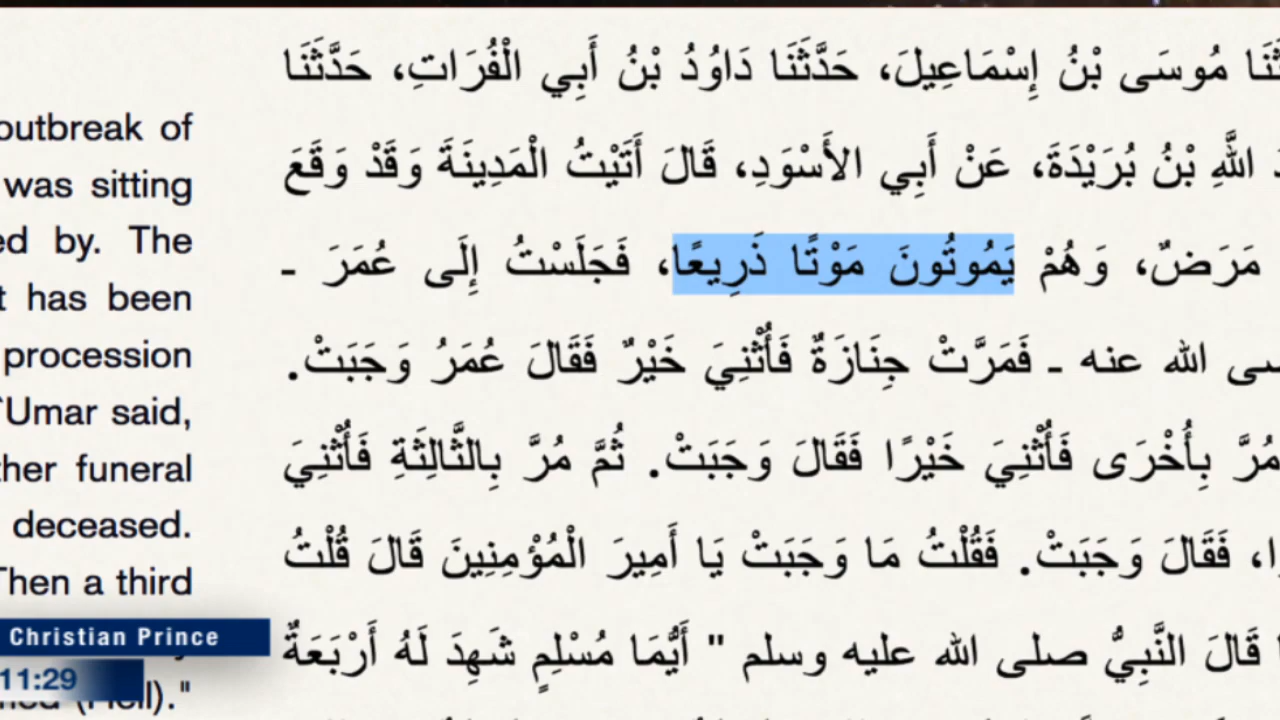 outbreak of
was sitting
ed by. The
t has been
procession
`Umar said,
ther funeral
deceased.
Then a third
Christian Prince
11:29
مُوسَى بْنُ إِسْمَاعِيلَ، حَدَّثَنَا دَاوُدُ بْنُ أَبِي الْفُرَاتِ، حَدَّثَنَا
اللَّهِ بْنُ بُرَيْدَةَ، عَنْ أَبِي الأَسْوَدِ، قَالَ أَتَيْتُ الْمَدِينَةَ وَقَدْ وَقَعَ
مَرَضٌ، وَهُمْ يَمُوتُونَ مَوْتًا ذَرِيعًا، فَجَلَسْتُ إِلَى عُمَرَ ـ
الله عنه ـ فَمَرَّتْ جِنَازَةٌ فَأُثْنِيَ خَيْرٌ فَقَالَ عُمَرُ وَجَبَتْ.
مُرَّ بِأُخْرَى فَأُثْنِيَ خَيْرًا فَقَالَ وَجَبَتْ. ثُمَّ مُرَّ بِالثَّالِثَةِ فَأُثْنِيَ
فَقَالَ وَجَبَتْ. فَقُلْتُ مَا وَجَبَتْ يَا أَمِيرَ الْمُؤْمِنِينَ قَالَ قُلْتُ
قَالَ النَّبِيُّ صلى الله عليه وسلم " أَيُّمَا مُسْلِمٍ شَهِدَ لَهُ أَرْبَعَةٌ